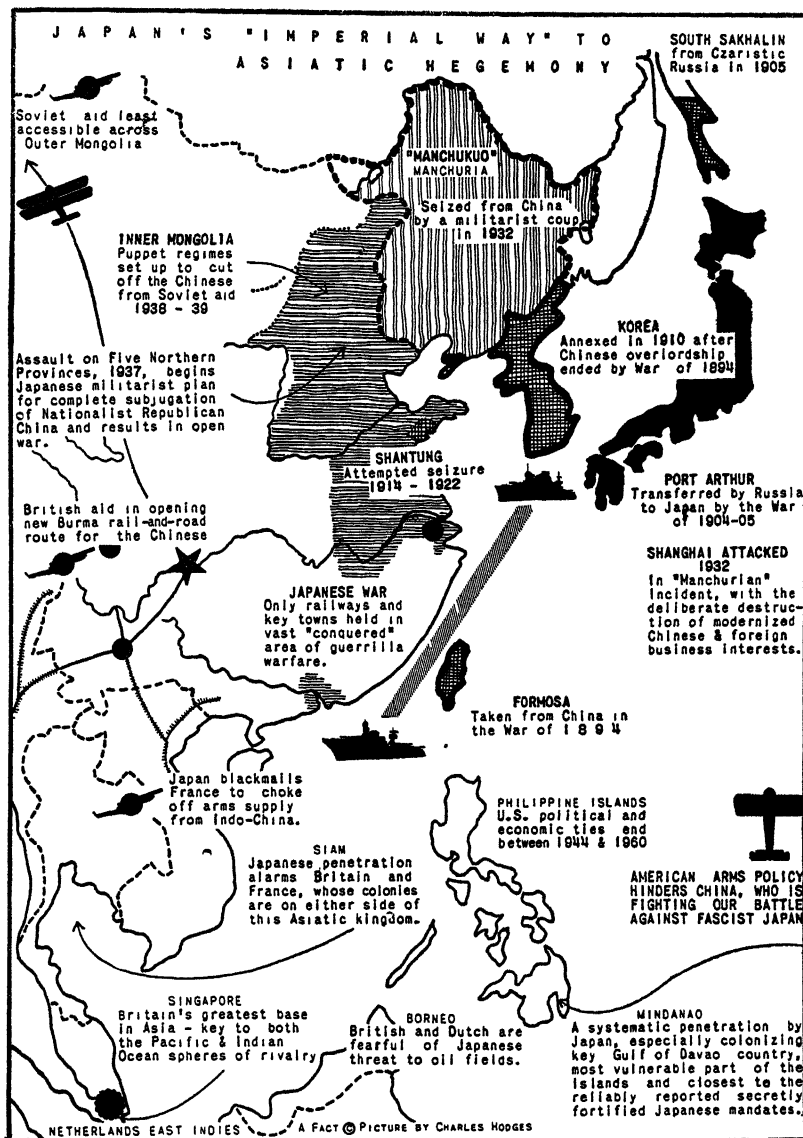 JAPAN'S "IMPERIAL WAY" TO
ASIATIC HEGEMONY
SOUTH SAKHALIN
from Czaristic
Russia in 1905
Soviet aid least
accessible across
Outer Mongolia
"MANCHUKUO"
MANCHURIA
Seized from China
by a militarist coup
in 1932
INNER MONGOLIA
Puppet regimes
set up to cut
off the Chinese
from Soviet aid
1938 - 39
KOREA
Annexed in 1910 after
Chinese overlordship
ended by War of 1894
Assault on Five Northern
Provinces, 1937, begins
Japanese militarist plan
for complete subjugation
of Nationalist Republican
China and results in open
war.
SHANTUNG
Attempted seizure
1914 - 1922
PORT ARTHUR
Transferred by Russia
to Japan by the War
of 1904-05
British aid in opening
new Burma rail-and-road
route for the Chinese
SHANGHAI ATTACKED
1932
In "Manchurian"
Incident, with the
deliberate destruc-
tion of modernized
Chinese & foreign
business interests.
JAPANESE WAR
Only railways and
key towns held in
vast "conquered"
area of guerrilla
warfare.
FORMOSA
Taken from China in
the War of 1894
Japan blackmails
France to choke
off arms supply
from Indo-China.
PHILIPPINE ISLANDS
U.S. political and
economic ties end
between 1944 & 1960
SIAM
Japanese penetration
alarms Britain and
France, whose colonies
are on either side of
this Asiatic kingdom.
AMERICAN ARMS POLICY
HINDERS CHINA, WHO IS
FIGHTING OUR BATTLE
AGAINST FASCIST JAPAN
SINGAPORE
Britain's greatest base
in Asia - key to both
the Pacific & Indian
Ocean spheres of rivalry
BORNEO
British and Dutch are
fearful of Japanese
threat to oil fields.
MINDANAO
A systematic penetration by
Japan, especially colonizing
key Gulf of Davao country,
most vulnerable part of the
Islands and closest to the
reliably reported secretly
fortified Japanese mandates.
NETHERLANDS EAST INDIES
A FACT © PICTURE BY CHARLES HODGES